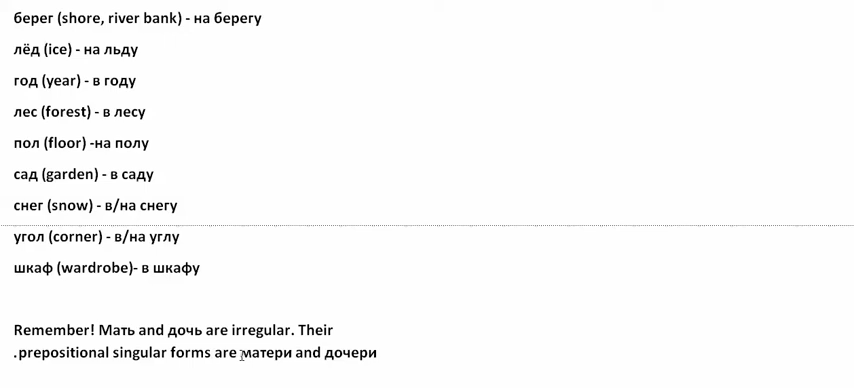 берег (shore, river bank) - на берегу
лёд (ice) - на льду
год (year) - в году
лес (forest) - в лесу
пол (floor) -на полу
сад (garden) - в саду
снег (snow) - в/на снегу
угол (corner) - в/на углу
шкаф (wardrobe)- в шкафу
Remember! Мать and дочь are irregular. Their
.prepositional singular forms are матери and дочери